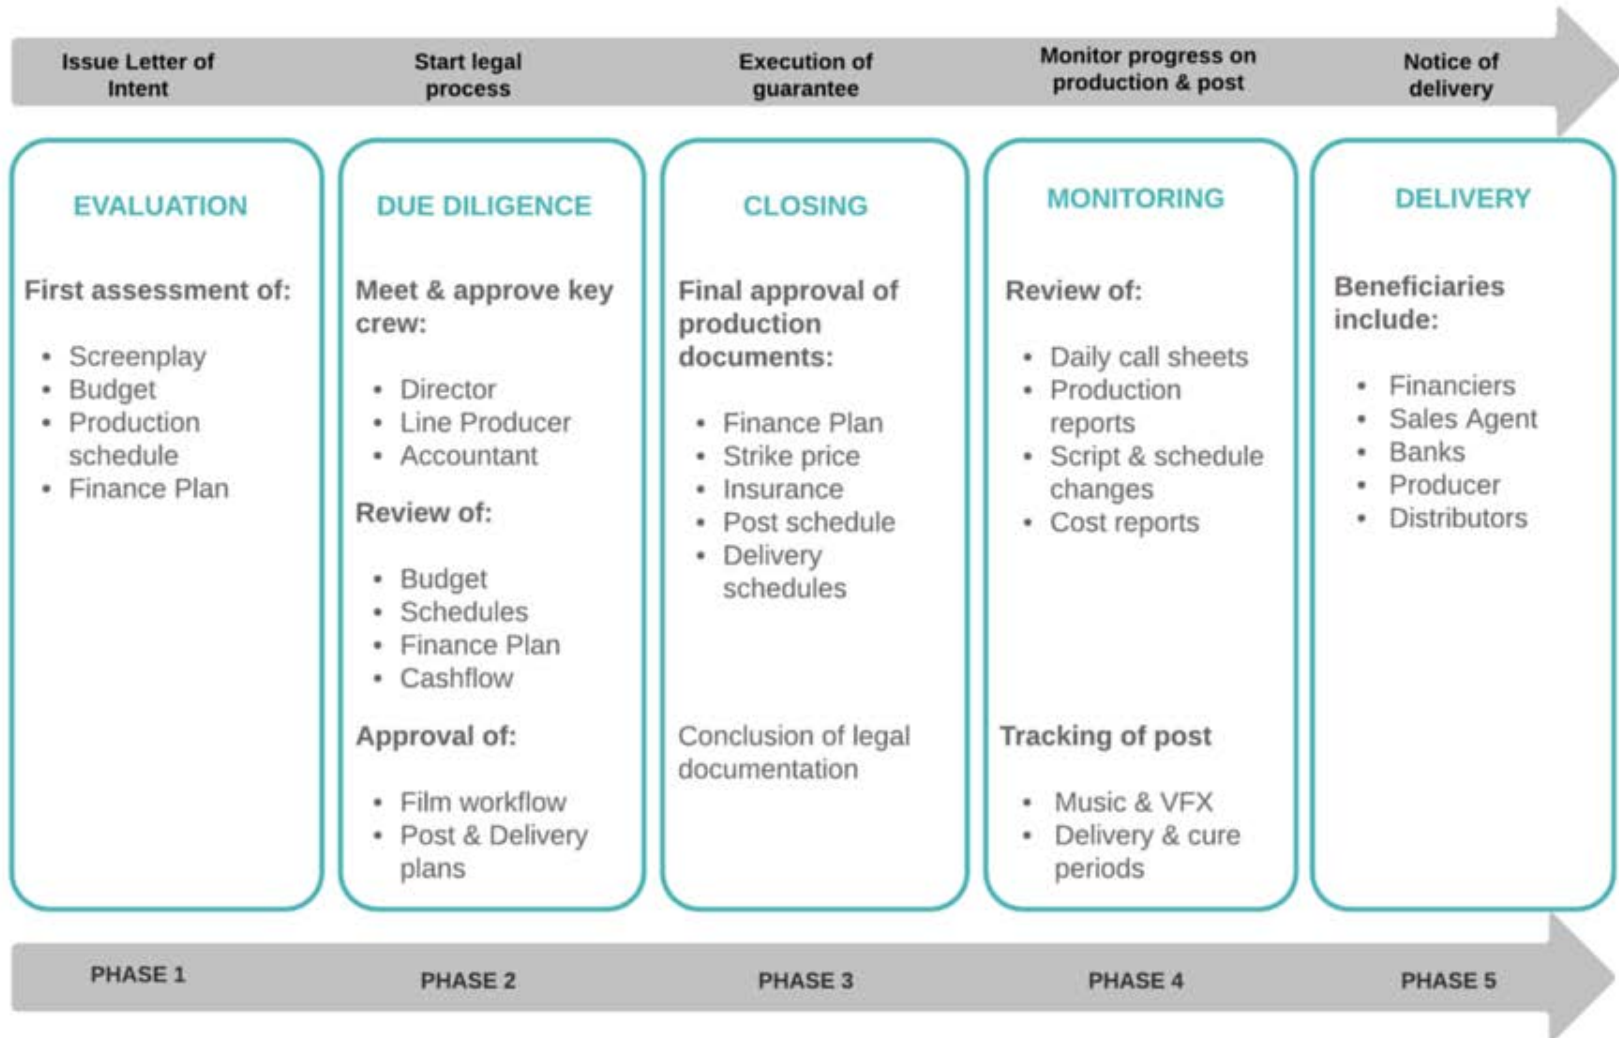 Issue Letter of
Intent
Start legal
process
Execution of
guarantee
Monitor progress on
production & post
Notice of
delivery
EVALUATION
First assessment of:
• Screenplay
• Budget
• Production
schedule
• Finance Plan
DUE DILIGENCE
Meet & approve key
crew:
• Director
• Line Producer
• Accountant
Review of:
• Budget
• Schedules
• Finance Plan
• Cashflow
Approval of:
• Film workflow
• Post & Delivery
plans
CLOSING
Final approval of
production
documents:
• Finance Plan
• Strike price
• Insurance
• Post schedule
• Delivery
schedules
Conclusion of legal
documentation
MONITORING
Review of:
• Daily call sheets
• Production
reports
• Script & schedule
changes
• Cost reports
Tracking of post
• Music & VFX
• Delivery & cure
periods
DELIVERY
Beneficiaries
include:
• Financiers
• Sales Agent
• Banks
• Producer
• Distributors
PHASE 1
PHASE 2
PHASE 3
PHASE 4
PHASE 5